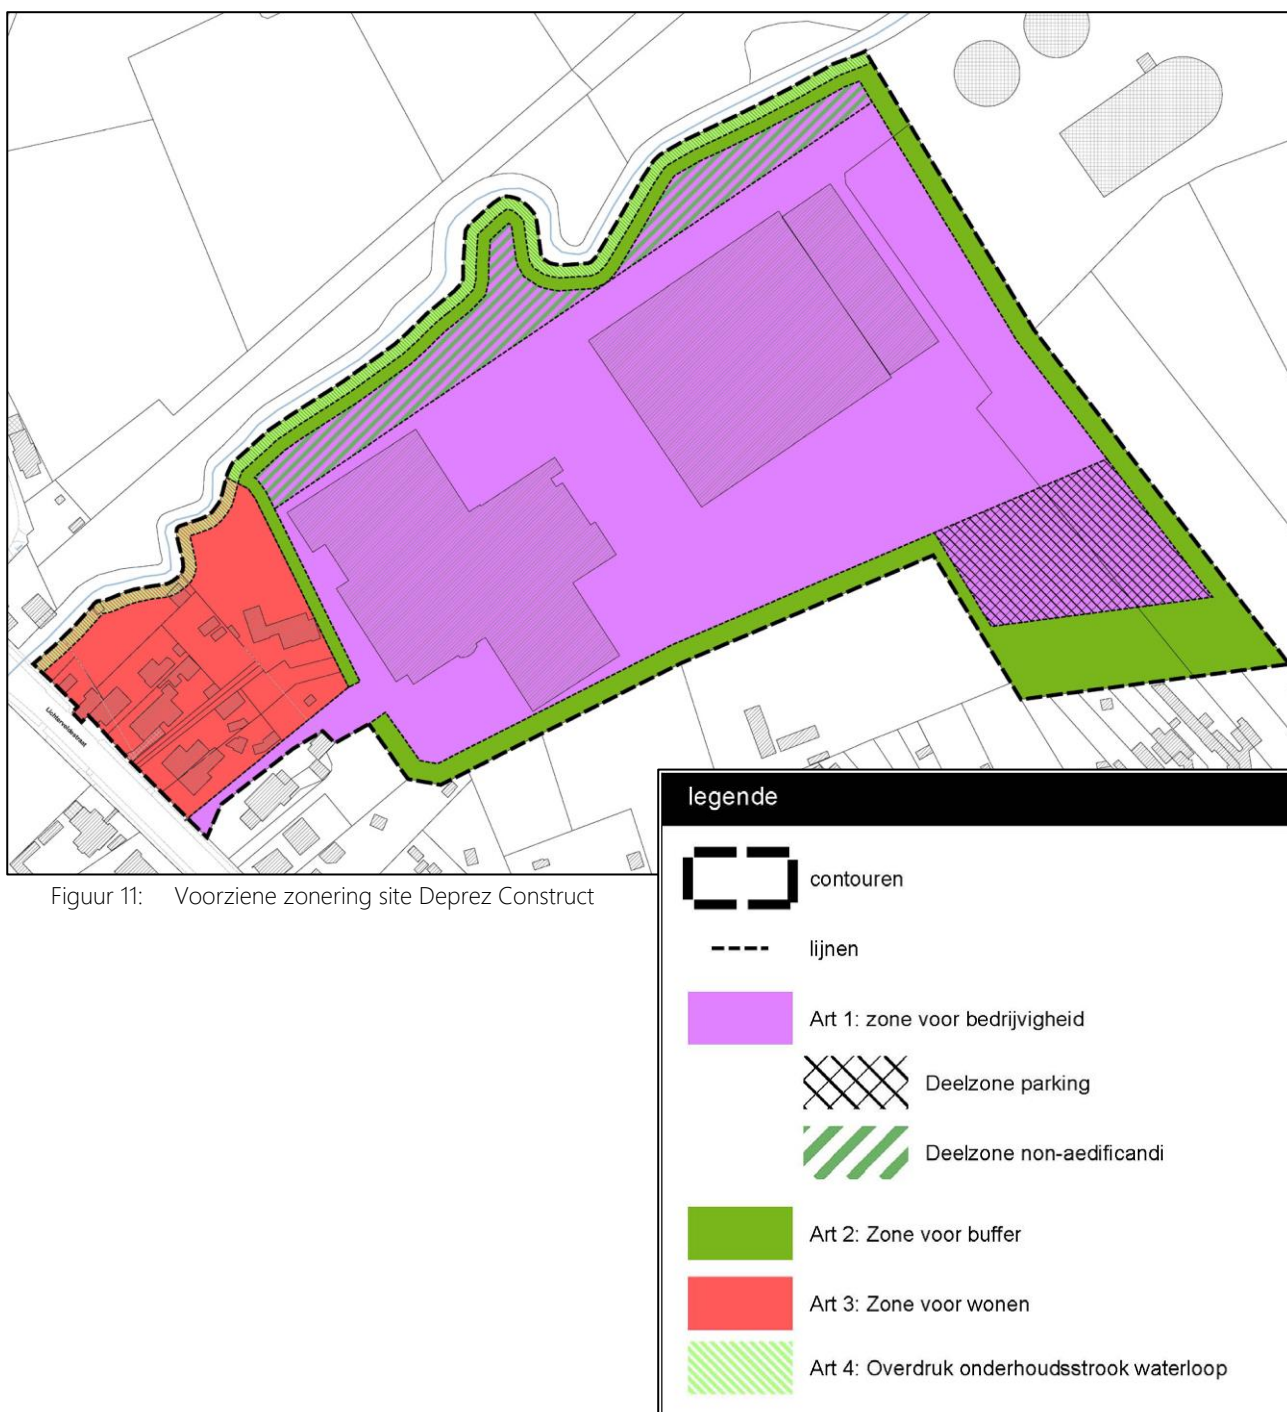 Lichterveldestraat
Figuur 11: Voorziene zonering site Deprez Construct
legende
contouren
lijnen
Art 1: zone voor bedrijvigheid
Deelzone parking
Deelzone non-aedificandi
Art 2: Zone voor buffer
Art 3: Zone voor wonen
Art 4: Overdruk onderhoudsstrook waterloop